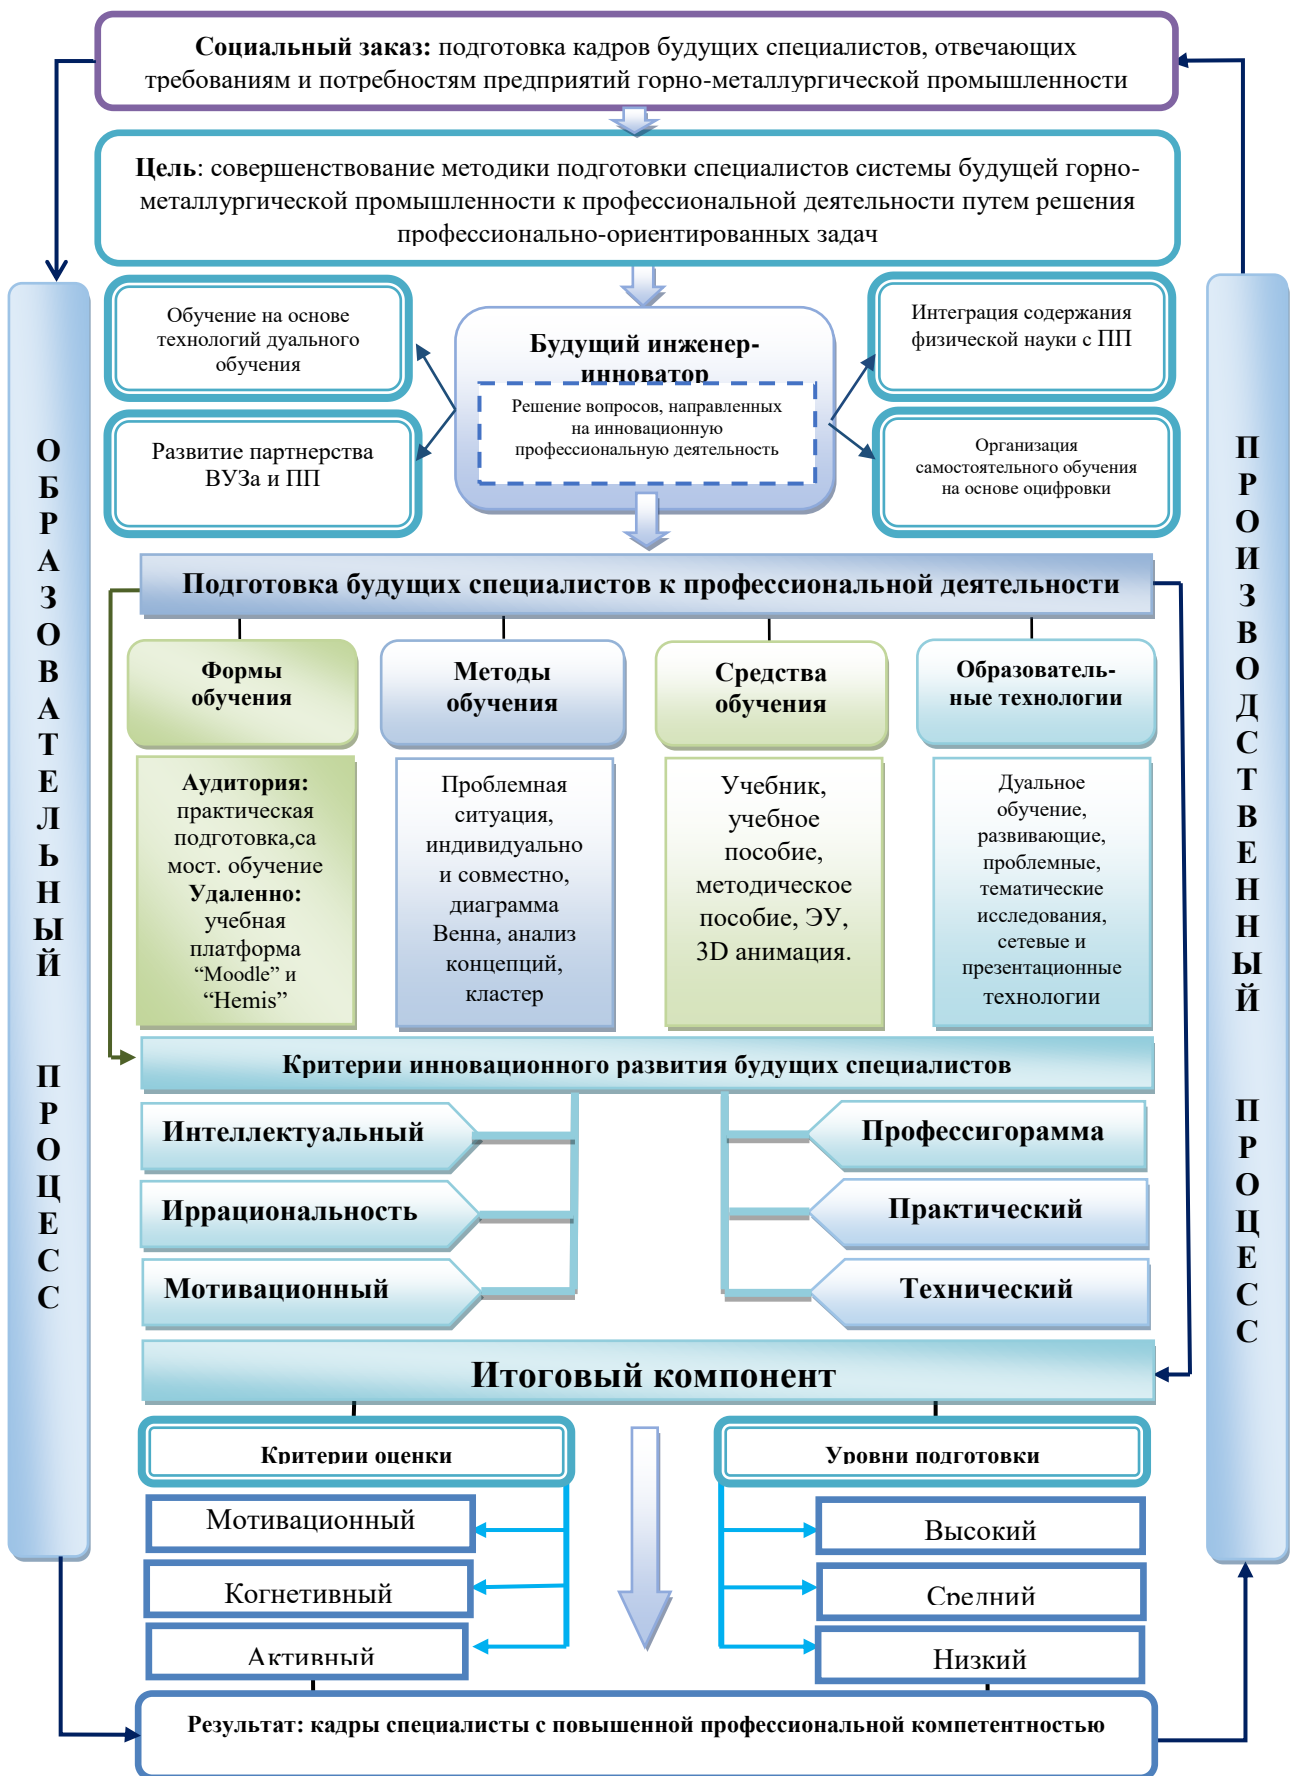 Социальный заказ: подготовка кадров будущих специалистов, отвечающих
требованиям и потребностям предприятий горно-металлургической промышленности
Цель: совершенствование методики подготовки специалистов системы будущей горно-
металлургической промышленности к профессиональной деятельности путем решения
профессионально-ориентированных задач
ОБРАЗОВАТЕЛЬНЫЙ ПРОЦЕСС
Обучение на основе
технологий дуального
обучения
Развитие партнерства
ВУЗа и ПП
Будущий инженер-
инноватор
Решение вопросов, направленных
на инновационную
профессиональную деятельность
Интеграция содержания
физической науки с ПП
Организация
самостоятельного обучения
на основе оцифровки
ПРОИЗВОДСТВЕННЫЙ ПРОЦЕСС
Подготовка будущих специалистов к профессиональной деятельности
Формы
обучения
Методы
обучения
Средства
обучения
Образователь-
ные технологии
Аудитория:
практическая
подготовка,са
мост. обучение
Удаленно:
учебная
платформа
“Moodle” и
“Hemis”
Проблемная
ситуация,
индивидуально
и совместно,
диаграмма
Венна, анализ
концепций,
кластер
Учебник,
учебное
пособие,
методическое
пособие, ЭУ,
3D анимация.
Дуальное
обучение,
развивающие,
проблемные,
тематические
исследования,
сетевые и
презентационные
технологии
Критерии инновационного развития будущих специалистов
Интеллектуальный
Иррациональность
Мотивационный
Профессигорамма
Практический
Технический
Итоговый компонент
Критерии оценки
Мотивационный
Когнетивный
Активный
Уровни подготовки
Высокий
Средний
Низкий
Результат: кадры специалисты с повышенной профессиональной компетентностью